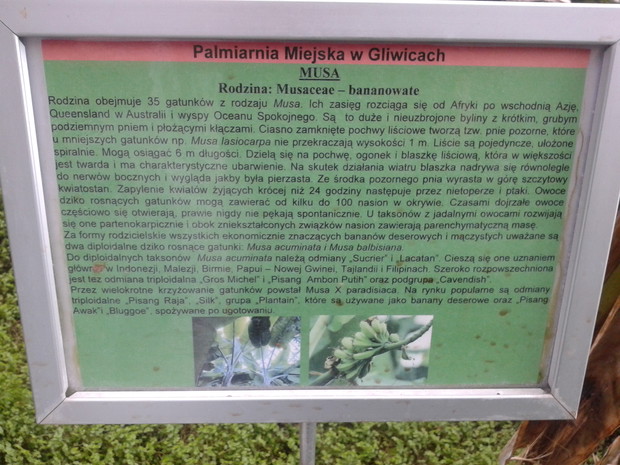 Palmiarnia Miejska w Gliwicach
MUSA
Rodzina: Musaceae – bananowate
Rodzina obejmuje 35 gatunków z rodzaju Musa. Ich zasięg rozciąga się od Afryki po wschodnią Azję,
Queensland w Australii i wyspy Oceanu Spokojnego. Są to duże i nieuzbrojone byliny z krótkim, grubym
podziemnym pniem i płożącymi kłączami. Ciasno zamknięte pochwy liściowe tworzą tzw. pnie pozorne, które
u mniejszych gatunków np. Musa lasiocarpa nie przekraczają wysokości 1 m. Liście są pojedyncze, ułożone
spiralnie. Mogą osiągać 6 m długości. Dzielą się na pochwę, ogonek i blaszkę liściową, która w większości
jest twarda i ma charakterystyczne ubarwienie. Na skutek działania wiatru blaszka nadrywa się równolegle
do nerwów bocznych i wygląda jakby była pierzasta. Ze środka pozornego pnia wyrasta w górę szczytowy
kwiatostan. Zapylenie kwiatów żyjących krócej niż 24 godziny następuje przez nietoperze i ptaki. Owoce
dziko rosnących gatunków mogą zawierać od kilku do 100 nasion w okrywie. Czasami dojrzałe owoce
częściowo się otwierają, prawie nigdy nie pękają spontanicznie. U taksonów z jadalnymi owocami rozwijają
się one partenokarpicznie i obok zniekształconych związków nasion zawierają parenchymatyczną masę.
Za formy rodzicielskie wszystkich ekonomicznie znaczących bananów deserowych i mączystych uważane są
dwa diploidalne dziko rosnące gatunki: Musa acuminata i Musa balbisiana.
Do diploidalnych taksonów Musa acuminata należą odmiany „Sucrier" i „Lacatan". Cieszą się one uznaniem
głównie w Indonezji, Malezji, Birmie, Papui – Nowej Gwinei, Tajlandii i Filipinach. Szeroko rozpowszechniona
jest też odmiana triploidalna „Gros Michel" i „Pisang Ambon Putih" oraz podgrupa „Cavendish".
Przez wielokrotne krzyżowanie gatunków powstał Musa X paradisiaca. Na rynku popularne są odmiany
triploidalne „Pisang Raja", „Silk", grupa „Plantain", które są używane jako banany deserowe oraz „Pisang
Awak"i „Bluggoe", spożywane po ugotowaniu.